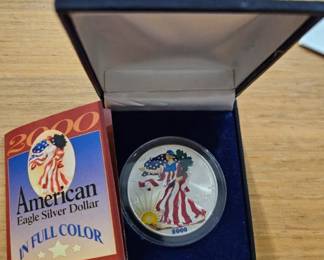 2000
American
Eagle Silver Dollar
IN FULL COLOR
2000